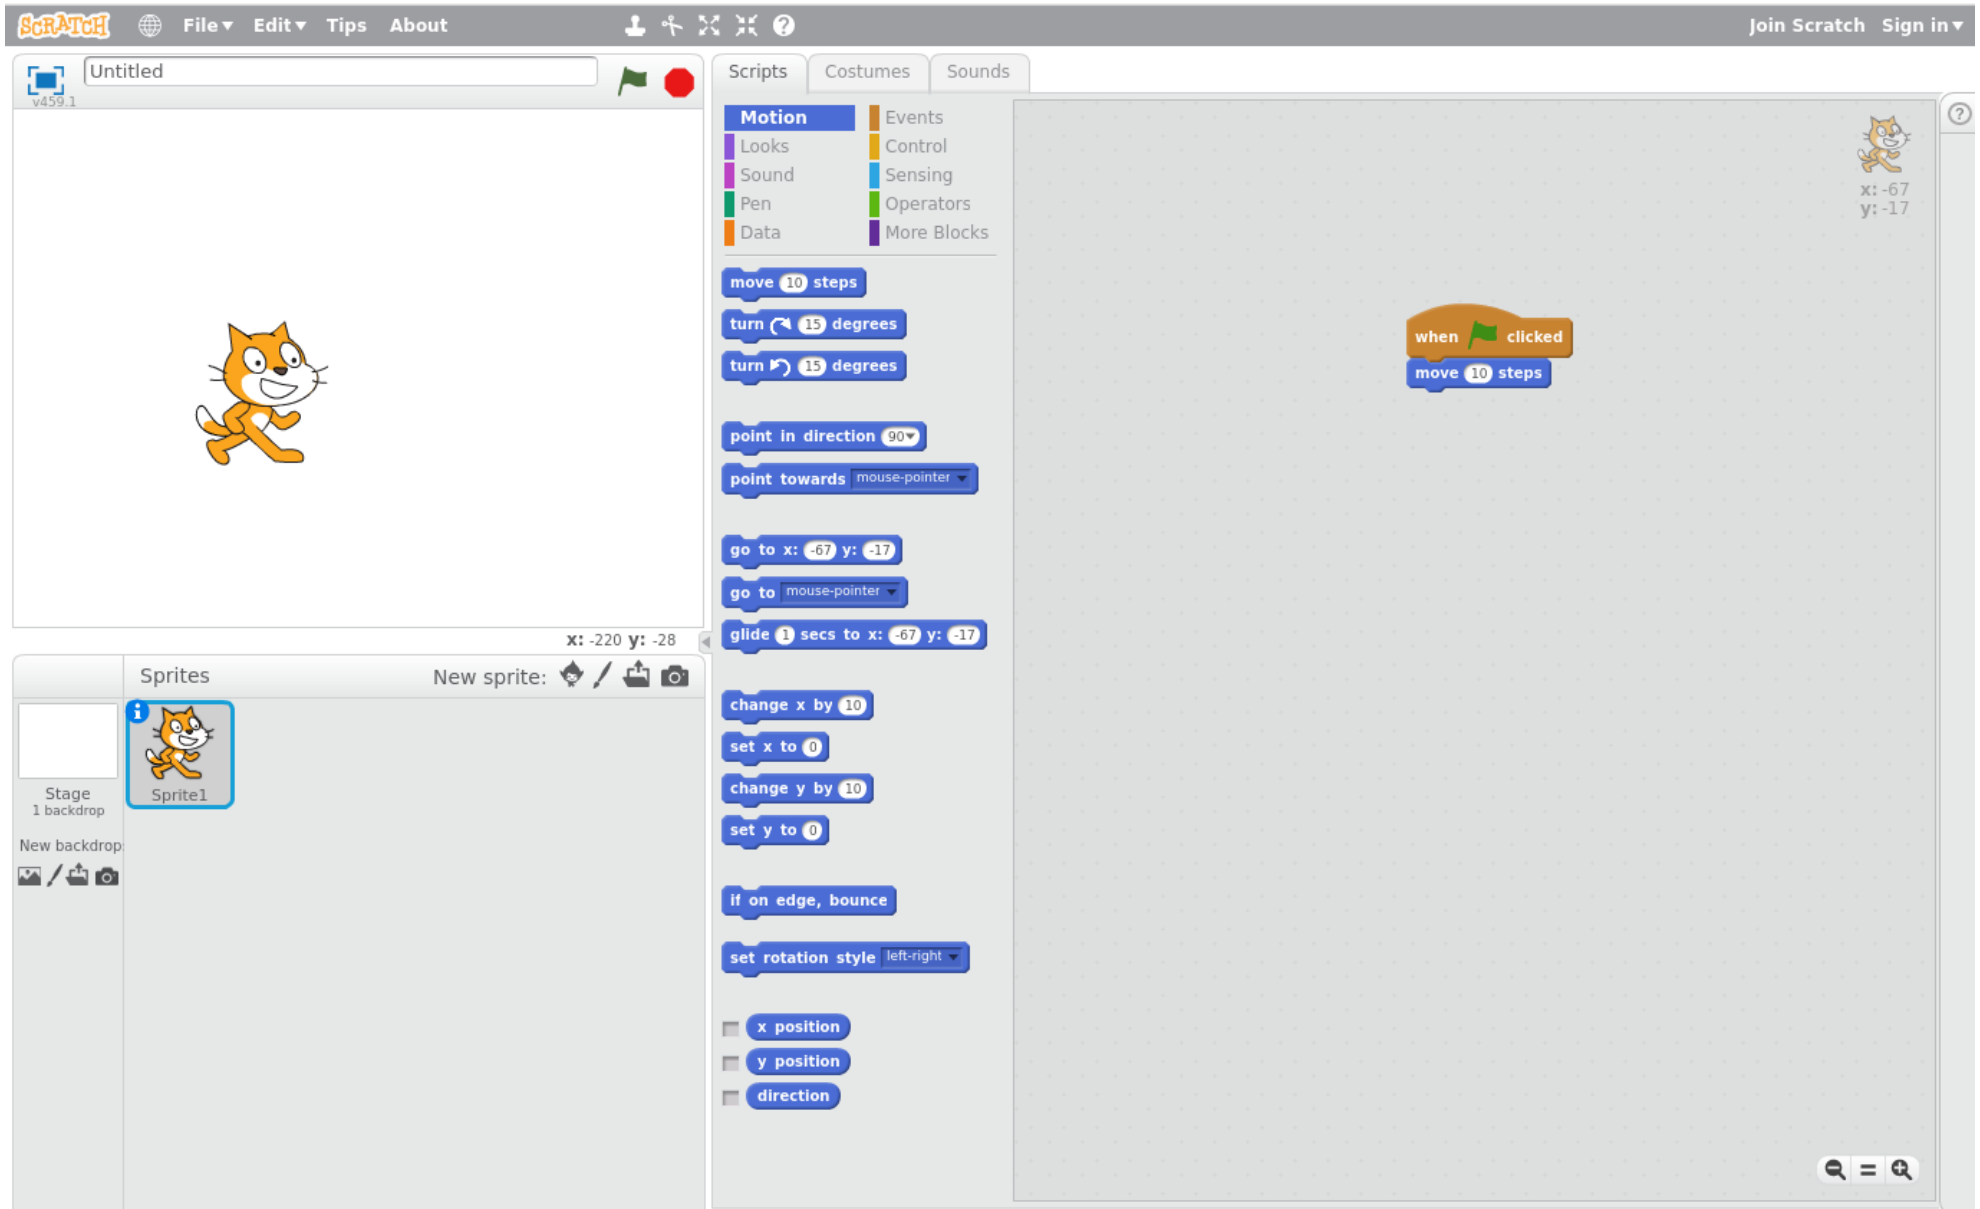 SCRATCH File Edit Tips About Join Scratch Sign in
Untitled
v459.1
x: -220 y: -28
Sprites New sprite:
Sprite1
Stage
1 backdrop
New backdrop:
Scripts Costumes Sounds
Motion Events
Looks Control
Sound Sensing
Pen Operators
Data More Blocks
move 10 steps
turn 15 degrees
turn 15 degrees
point in direction 90
point towards mouse-pointer
go to x: -67 y: -17
go to mouse-pointer
glide 1 secs to x: -67 y: -17
change x by 10
set x to 0
change y by 10
set y to 0
if on edge, bounce
set rotation style left-right
x position
y position
direction
when clicked
move 10 steps
x: -67
y: -17